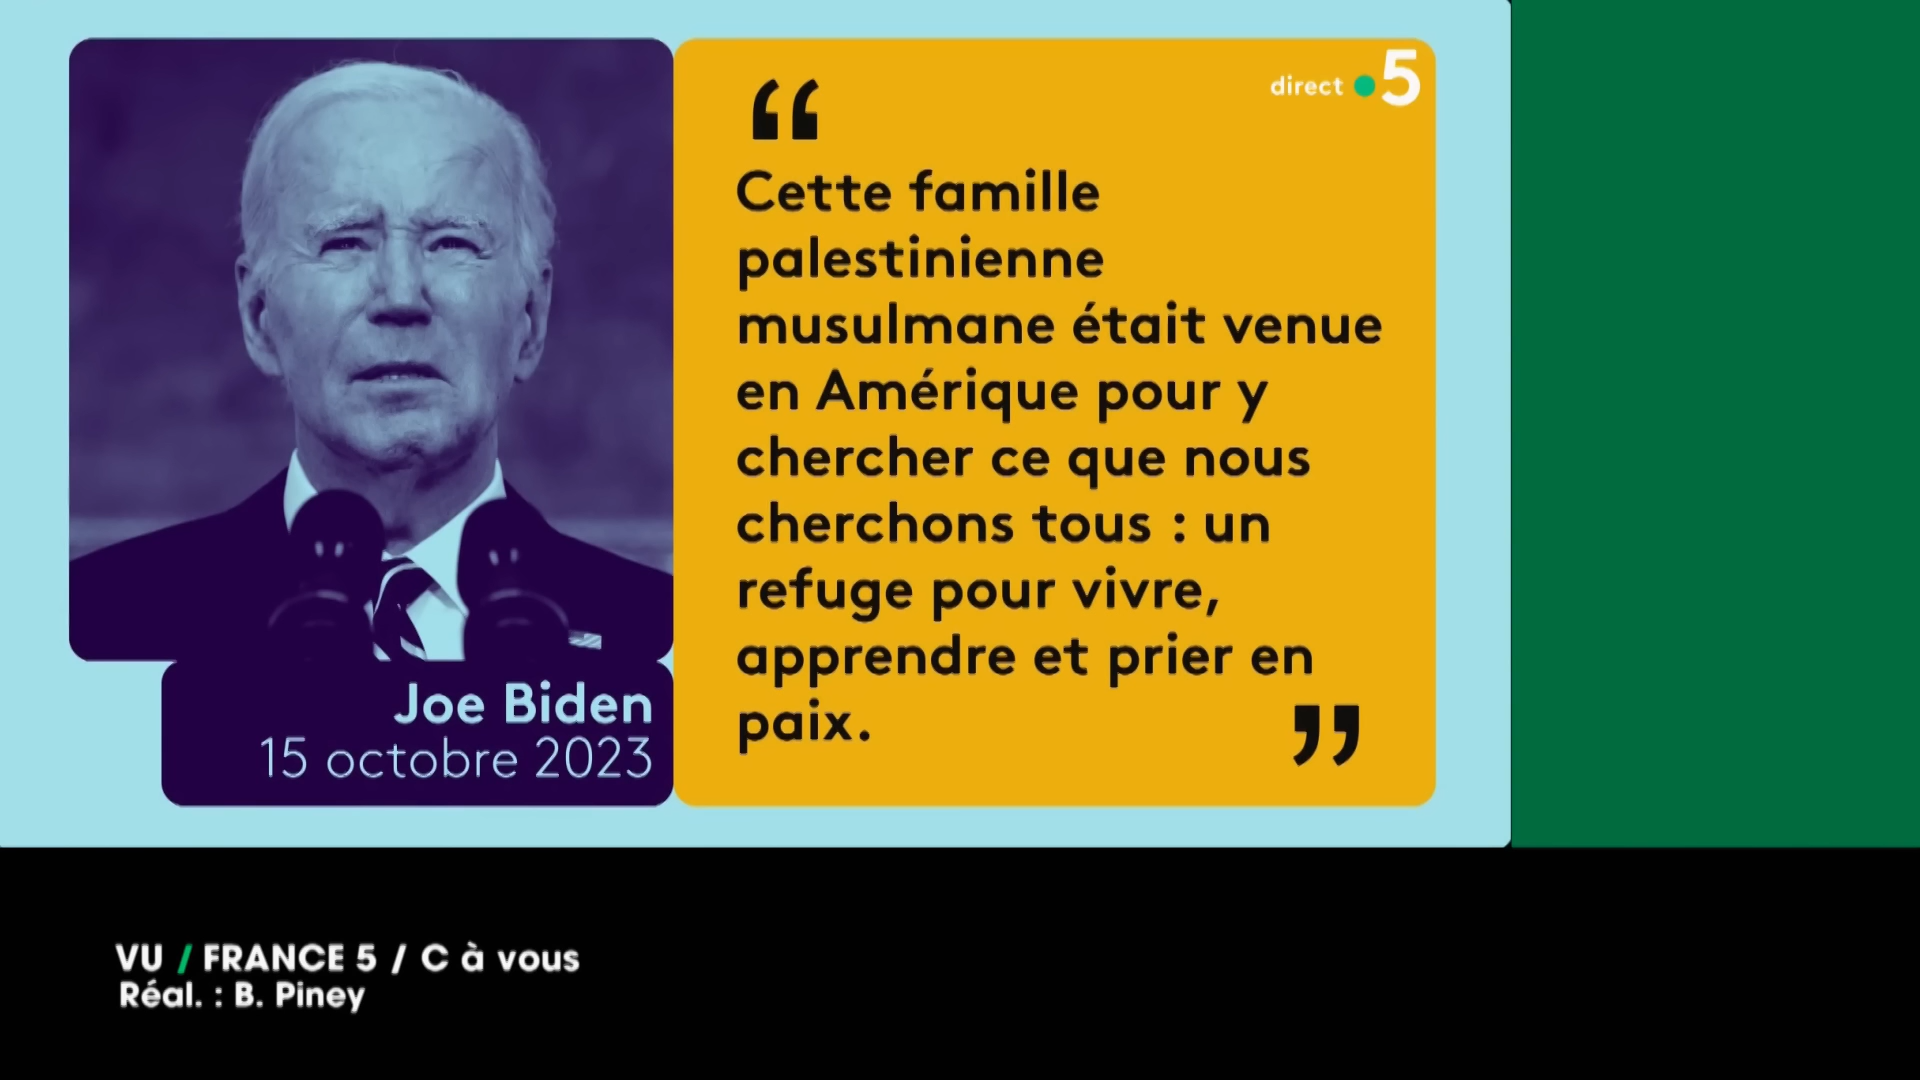 direct 5
“
Cette famille
palestinienne
musulmane était venue
en Amérique pour y
chercher ce que nous
cherchons tous : un
refuge pour vivre,
apprendre et prier en
paix.
”
Joe Biden
15 octobre 2023
VU / FRANCE 5 / C à vous
Réal. : B. Piney